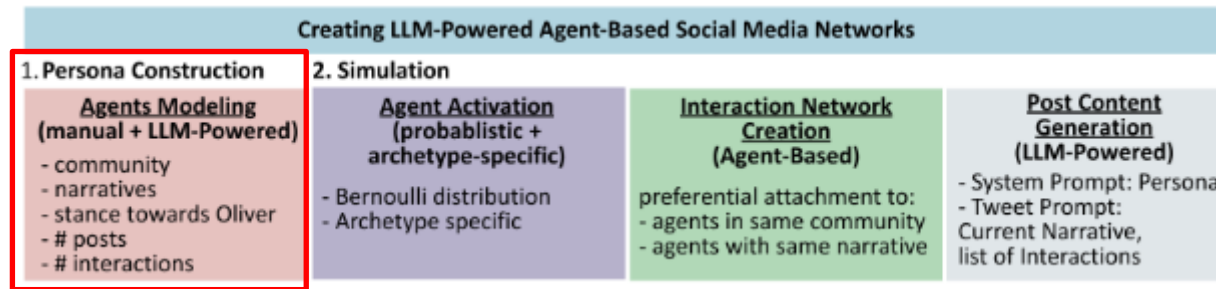 Creating LLM-Powered Agent-Based Social Media Networks
1. Persona Construction
2. Simulation
Agents Modeling
(manual + LLM-Powered)
- community
- narratives
- stance towards Oliver
- # posts
- # interactions
Agent Activation
(probablistic +
archetype-specific)
- Bernoulli distribution
- Archetype specific
Interaction Network
Creation
(Agent-Based)
preferential attachment to:
- agents in same community
- agents with same narrative
Post Content
Generation
(LLM-Powered)
- System Prompt: Persona
- Tweet Prompt:
Current Narrative,
list of Interactions